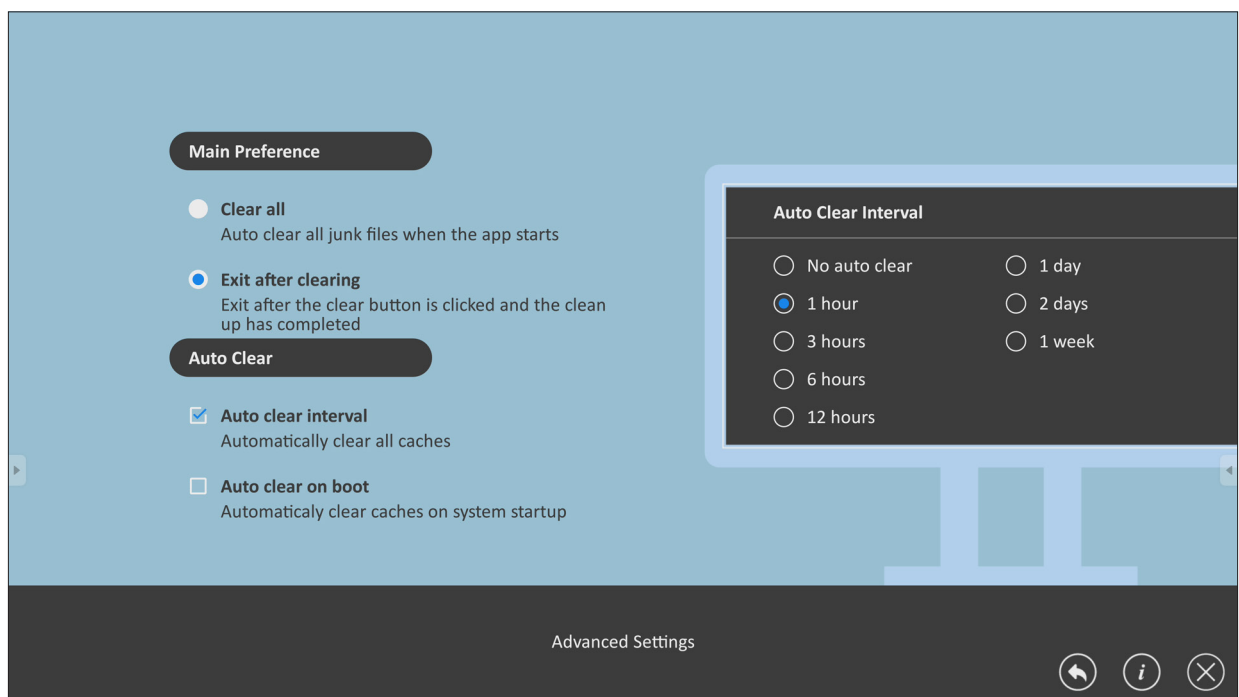 Main Preference
Clear all
Auto clear all junk files when the app starts
Exit after clearing
Exit after the clear button is clicked and the clean
up has completed
Auto Clear
Auto clear interval
Automatically clear all caches
Auto clear on boot
Automaticaly clear caches on system startup
Auto Clear Interval
No auto clear
1 hour
3 hours
6 hours
12 hours
1 day
2 days
1 week
Advanced Settings
i